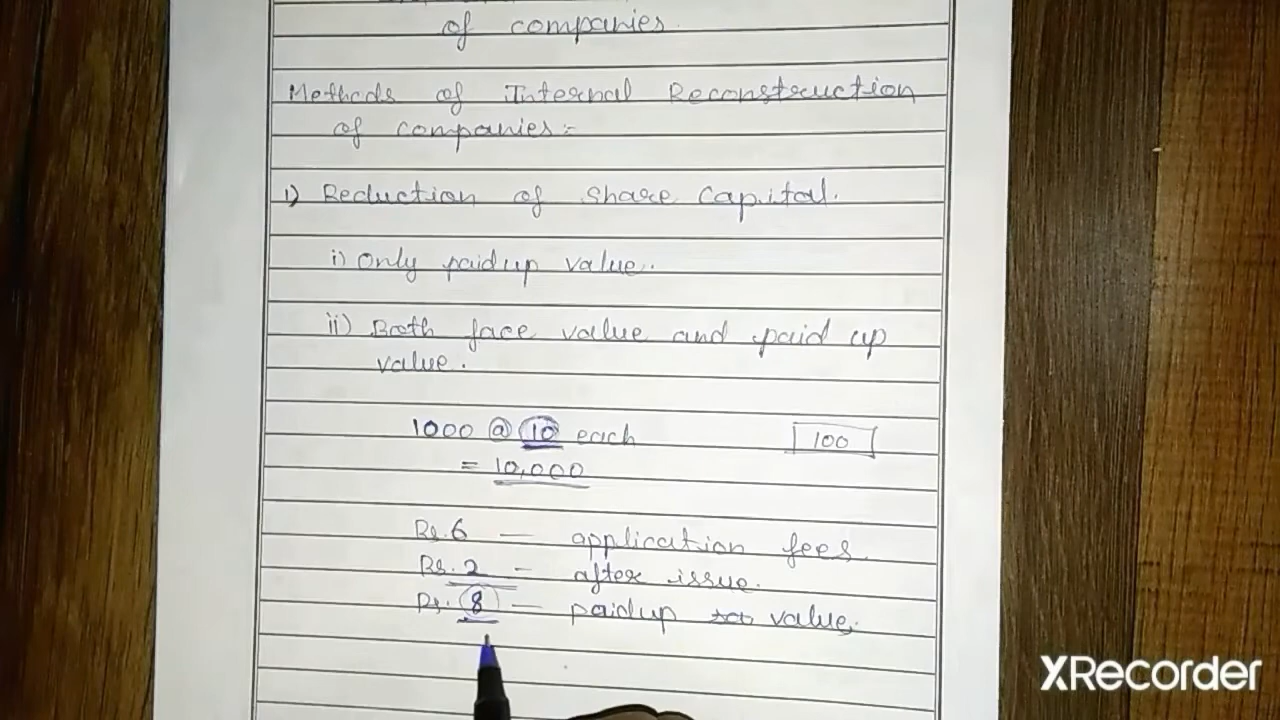 of companies.
Methods of Internal Reconstruction
of companies:-
1) Reduction of share capital.
i) Only paidup value.
ii) Both face value and paid up
value.
1000 @ 10 each
100
= 10,000
Rs. 6 — application fees.
Rs. 2 — after issue.
Rs. 8 — paidup value.
XRecorder